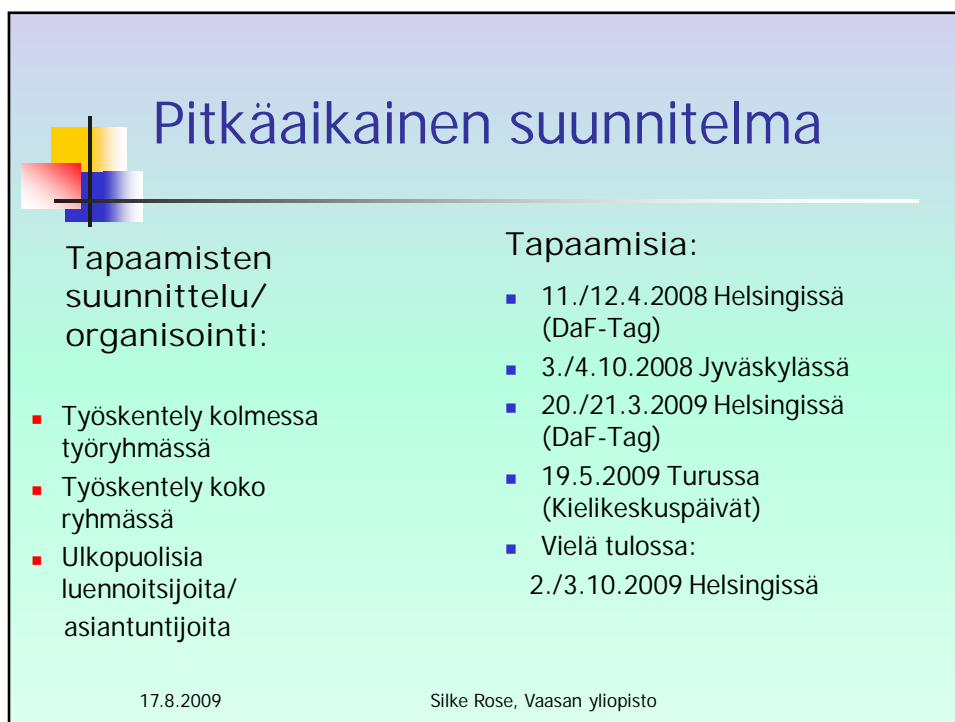 Pitkäaikainen suunnitelma
Tapaamisten
suunnittelu/
organisointi:
Työskentely kolmessa
työryhmässä
Työskentely koko
ryhmässä
Ulkopuolisia
luennoitsijoita/
asiantuntijoita
Tapaamisia:
11./12.4.2008 Helsingissä
(DaF-Tag)
3./4.10.2008 Jyväskylässä
20./21.3.2009 Helsingissä
(DaF-Tag)
19.5.2009 Turussa
(Kielikeskuspäivät)
Vielä tulossa:
2./3.10.2009 Helsingissä
17.8.2009
Silke Rose, Vaasan yliopisto